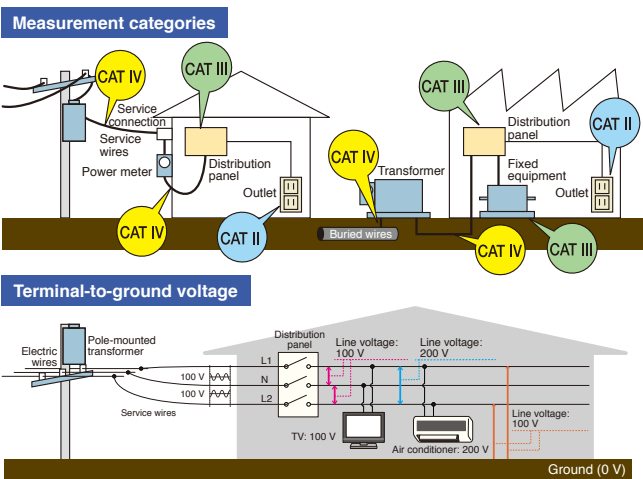 Measurement categories
CAT IV
CAT III
Service
connection
Service
wires
Power meter
Distribution
panel
Outlet
CAT IV
CAT II
CAT IV
Transformer
Buried wires
CAT III
Distribution
panel
CAT II
Fixed
equipment
Outlet
CAT IV
CAT III
Terminal-to-ground voltage
Pole-mounted
transformer
Electric
wires
100 V
100 V
Service wires
Distribution
panel
L1
N
L2
Line voltage:
100 V
Line voltage:
200 V
TV: 100 V
Air conditioner: 200 V
Line voltage:
100 V
Ground (0 V)